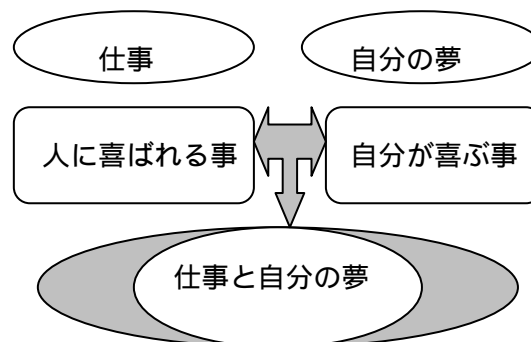 仕事
自分の夢
人に喜ばれる事
自分が喜ぶ事
仕事と自分の夢